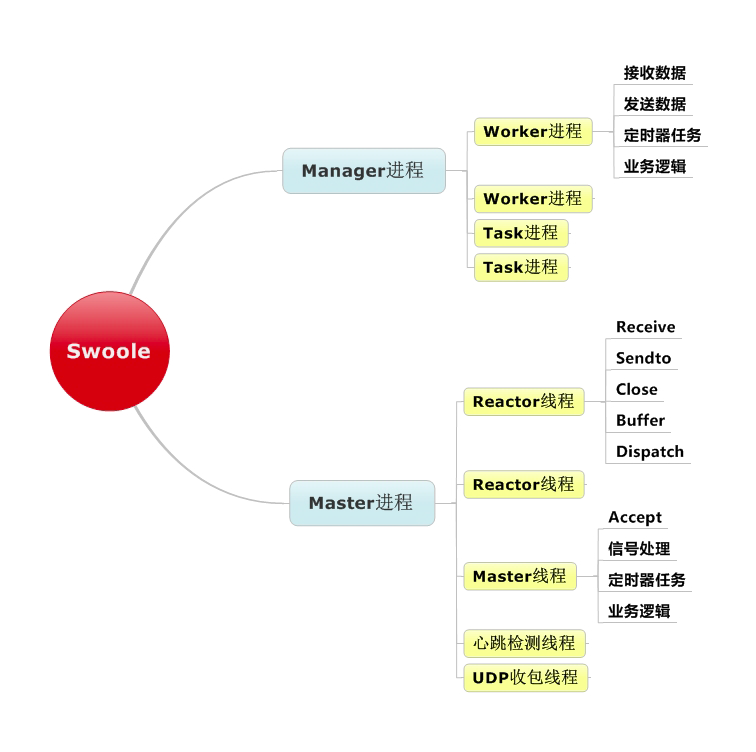 Swoole
Manager进程
Worker进程
接收数据
发送数据
定时器任务
业务逻辑
Worker进程
Task进程
Task进程
Master进程
Reactor线程
Receive
Sendto
Close
Buffer
Dispatch
Reactor线程
Master线程
Accept
信号处理
定时器任务
业务逻辑
心跳检测线程
UDP收包线程